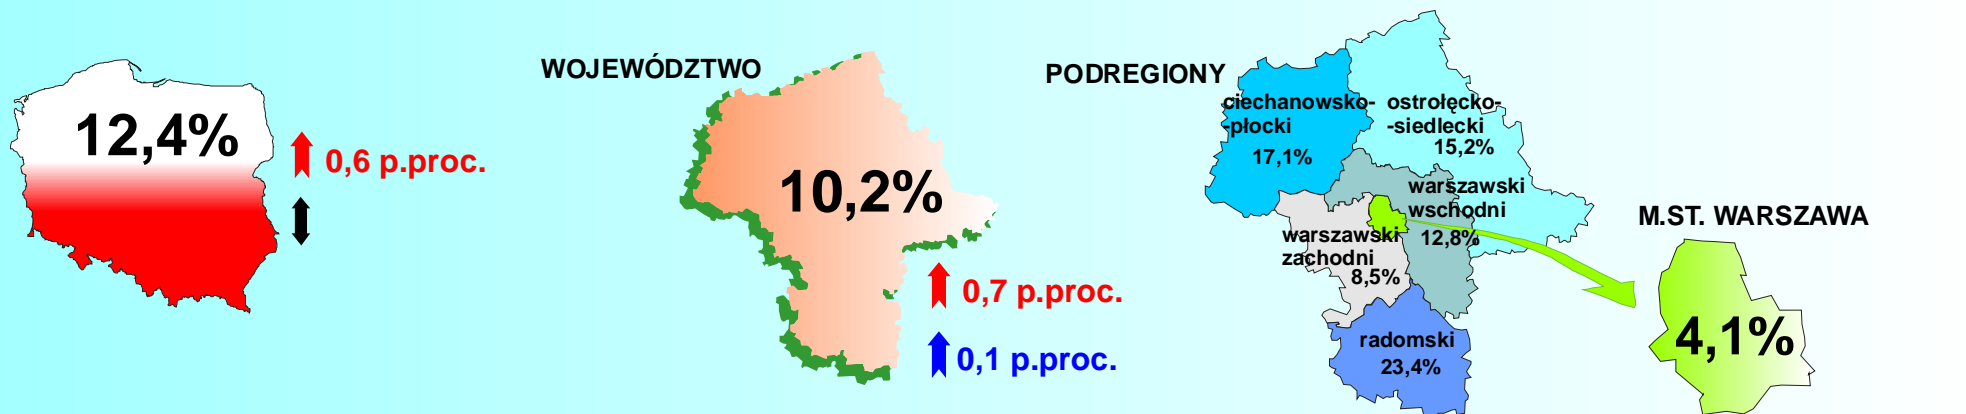 12,4%
0,6 p.proc.
WOJEWÓDZTWO
10,2%
0,7 p.proc.
0,1 p.proc.
PODREGIONY
ciechanowsko-
-płocki
17,1%
ostrołęcko-
-siedlecki
15,2%
warszawski
wschodni
12,8%
warszawski
zachodni
8,5%
radomski
23,4%
M.ST. WARSZAWA
4,1%